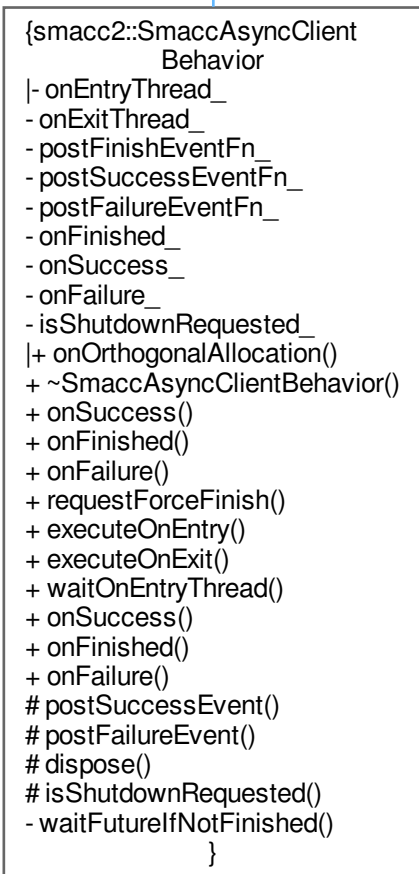 {smacc2::SmaccAsyncClient
Behavior
|- onEntryThread_
- onExitThread_
- postFinishEventFn_
- postSuccessEventFn_
- postFailureEventFn_
- onFinished_
- onSuccess_
- onFailure_
- isShutdownRequested_
|+ onOrthogonalAllocation()
+ ~SmaccAsyncClientBehavior()
+ onSuccess()
+ onFinished()
+ onFailure()
+ requestForceFinish()
+ executeOnEntry()
+ executeOnExit()
+ waitOnEntryThread()
+ onSuccess()
+ onFinished()
+ onFailure()
# postSuccessEvent()
# postFailureEvent()
# dispose()
# isShutdownRequested()
- waitFutureIfNotFinished()
}